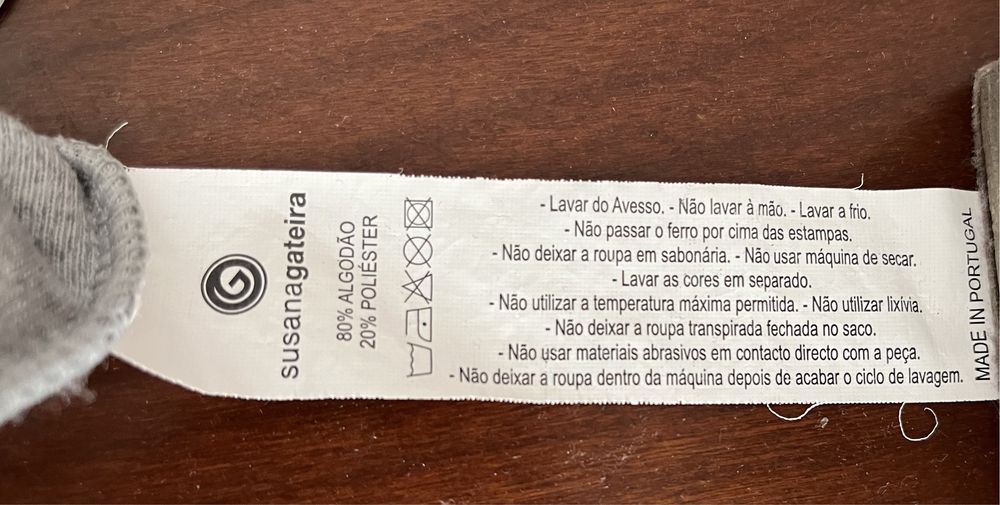 G
susanagateira
80% ALGODÃO
20% POLIÉSTER
- Lavar do Avesso. - Não lavar à mão. - Lavar a frio.
- Não passar o ferro por cima das estampas.
- Não deixar a roupa em sabonária. - Não usar máquina de secar.
- Lavar as cores em separado.
- Não utilizar a temperatura máxima permitida. - Não utilizar lixívia.
- Não deixar a roupa transpirada fechada no saco.
- Não usar materiais abrasivos em contacto directo com a peça.
- Não deixar a roupa dentro da máquina depois de acabar o ciclo de lavagem.
MADE IN PORTUGAL